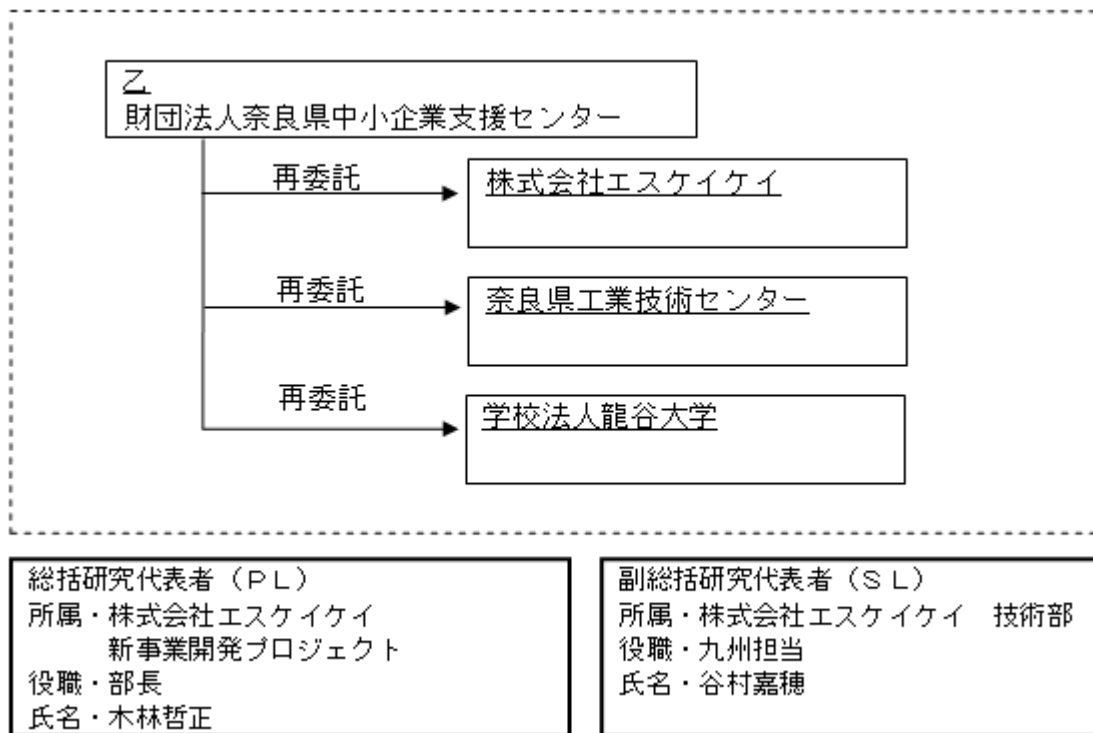 乙
財団法人奈良県中小企業支援センター
再委託
株式会社エスケイケイ
再委託
奈良県工業技術センター
再委託
学校法人龍谷大学
総括研究代表者（ＰＬ）
所属・株式会社エスケイケイ
新事業開発プロジェクト
役職・部長
氏名・木林哲正
副総括研究代表者（ＳＬ）
所属・株式会社エスケイケイ　技術部
役職・九州担当
氏名・谷村嘉穂